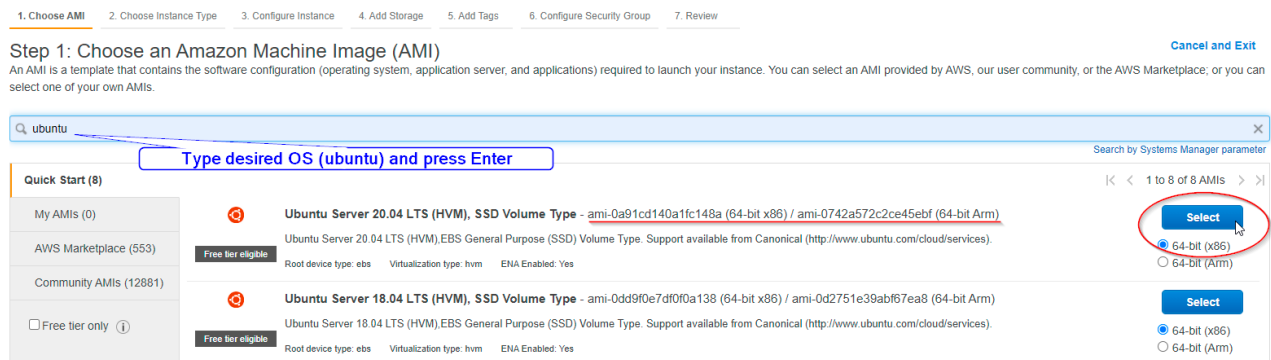 1. Choose AMI 2. Choose Instance Type 3. Configure Instance 4. Add Storage 5. Add Tags 6. Configure Security Group 7. Review
Step 1: Choose an Amazon Machine Image (AMI)
Cancel and Exit
An AMI is a template that contains the software configuration (operating system, application server, and applications) required to launch your instance. You can select an AMI provided by AWS, our user community, or the AWS Marketplace; or you can
select one of your own AMIs.
ubuntu
Type desired OS (ubuntu) and press Enter
Search by Systems Manager parameter
Quick Start (8)
1 to 8 of 8 AMIs
My AMIs (0)
AWS Marketplace (553)
Community AMIs (12881)
Free tier only
Ubuntu Server 20.04 LTS (HVM), SSD Volume Type - ami-0a91cd140a1fc148a (64-bit x86) / ami-0742a572c2ce45ebf (64-bit Arm)
Ubuntu Server 20.04 LTS (HVM),EBS General Purpose (SSD) Volume Type. Support available from Canonical (http://www.ubuntu.com/cloud/services).
Free tier eligible
Root device type: ebs Virtualization type: hvm ENA Enabled: Yes
Select
64-bit (x86)
64-bit (Arm)
Ubuntu Server 18.04 LTS (HVM), SSD Volume Type - ami-0dd9f0e7df0f0a138 (64-bit x86) / ami-0d2751e39abf67ea8 (64-bit Arm)
Ubuntu Server 18.04 LTS (HVM),EBS General Purpose (SSD) Volume Type. Support available from Canonical (http://www.ubuntu.com/cloud/services).
Free tier eligible
Root device type: ebs Virtualization type: hvm ENA Enabled: Yes
Select
64-bit (x86)
64-bit (Arm)